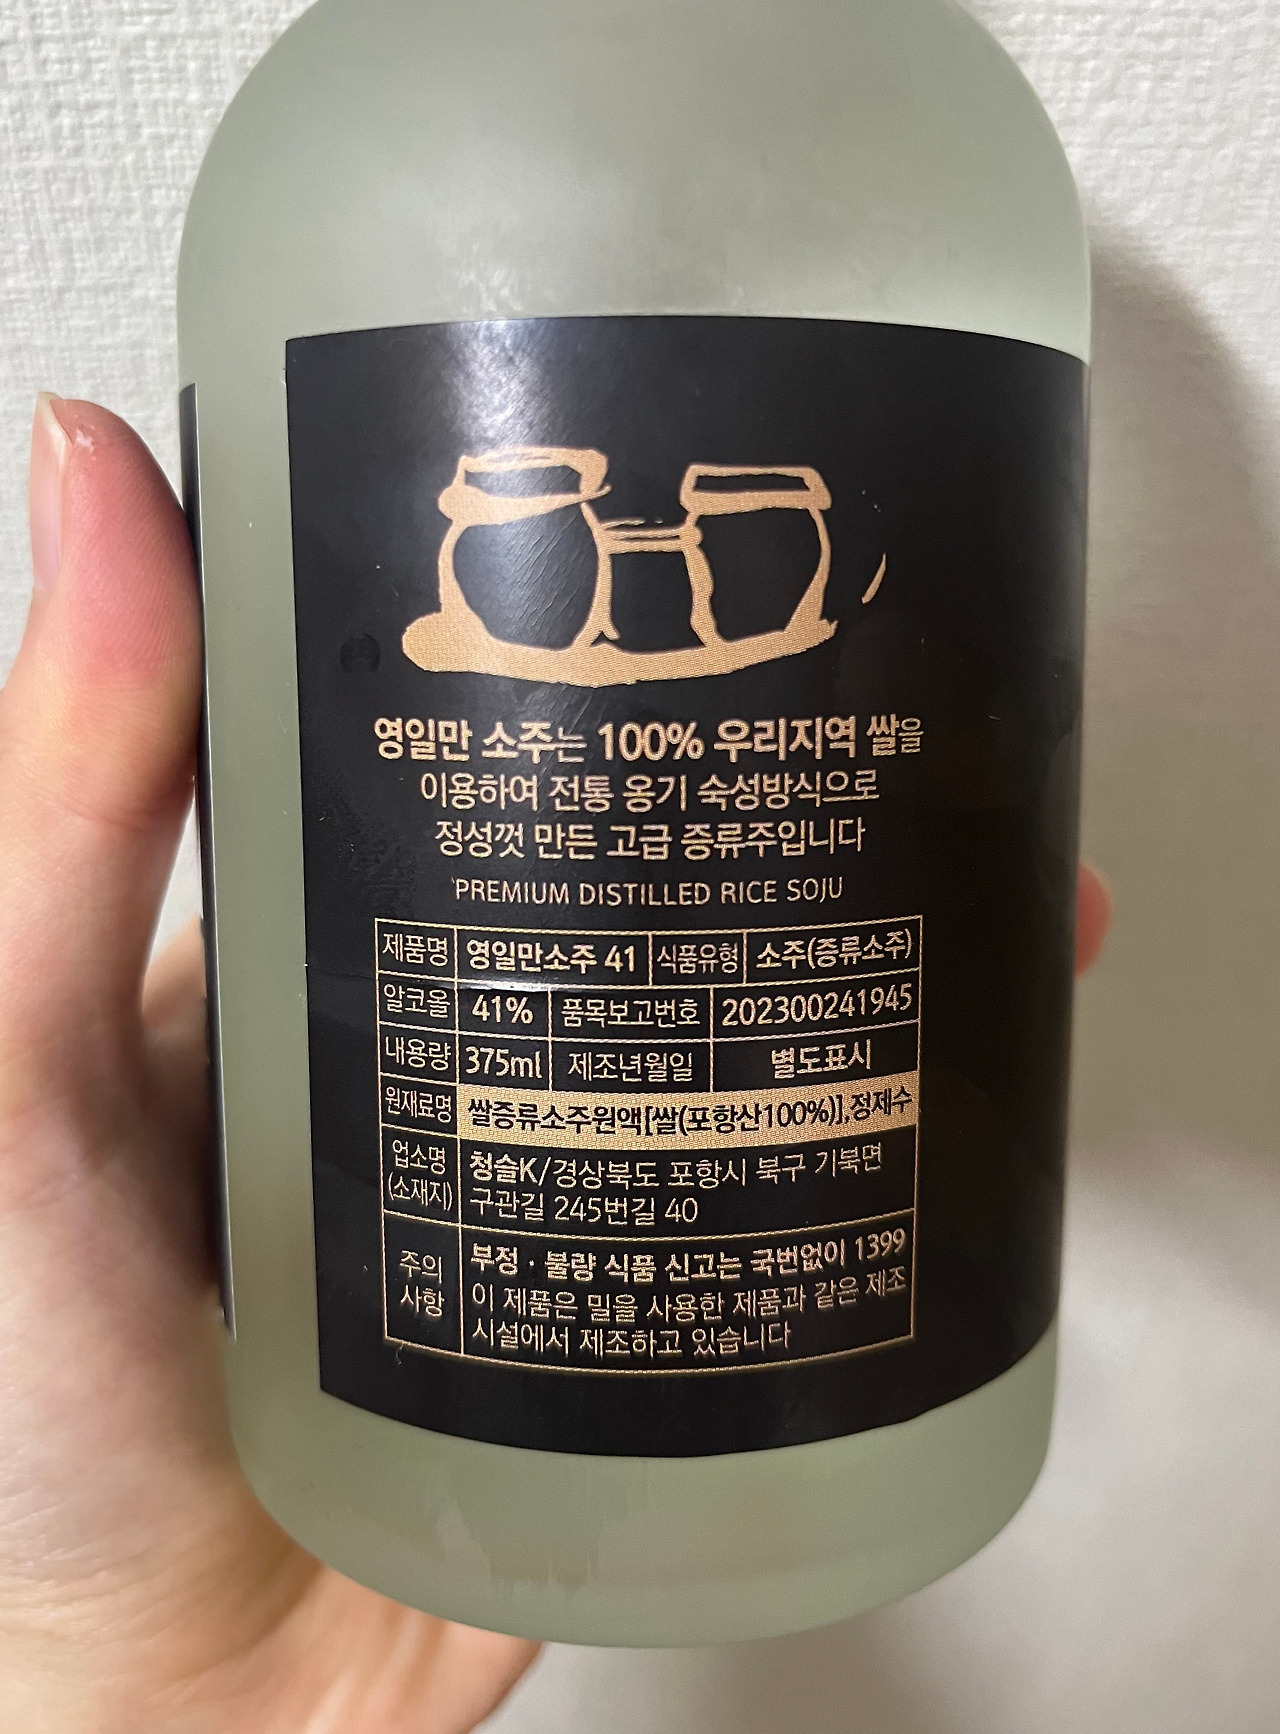 영일만 소주는 100% 우리지역 쌀을
이용하여 전통 옹기 숙성방식으로
정성껏 만든 고급 증류주입니다
PREMIUM DISTILLED RICE SOJU
제품명 영일만소주 41 식품유형 소주(증류소주)
알코올 41% 품목보고번호 202300241945
내용량 375ml 제조년월일 별도표시
원재료명 쌀증류소주원액[쌀(포항산100%)],정제수
업소명 청슬K/경상북도 포항시 북구 기북면
(소재지) 구관길 245번길 40
주의 부정·불량 식품 신고는 국번없이 1399
사항 이 제품은 밀을 사용한 제품과 같은 제조
시설에서 제조하고 있습니다